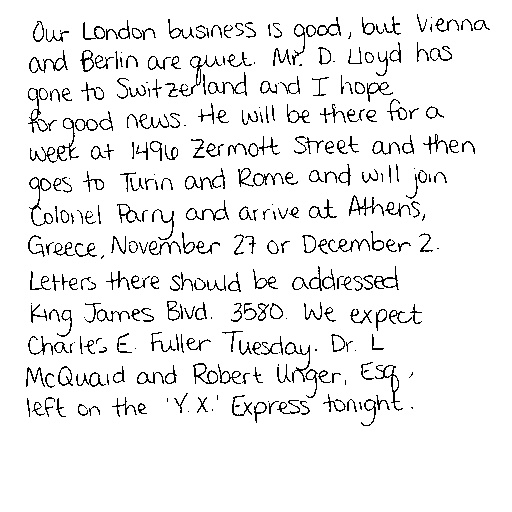 Our London business is good, but Vienna
and Berlin are quiet. Mr. D. Lloyd has
gone to Switzerland and I hope
for good news. He will be there for a
week at 1496 Zermott Street and then
goes to Turin and Rome and will join
Colonel Parry and arrive at Athens,
Greece, November 27 or December 2.
Letters there should be addressed
King James Blvd. 3580. We expect
Charles E. Fuller Tuesday. Dr. L
McQuaid and Robert Unger, Esq.,
left on the 'Y.X.' Express tonight.